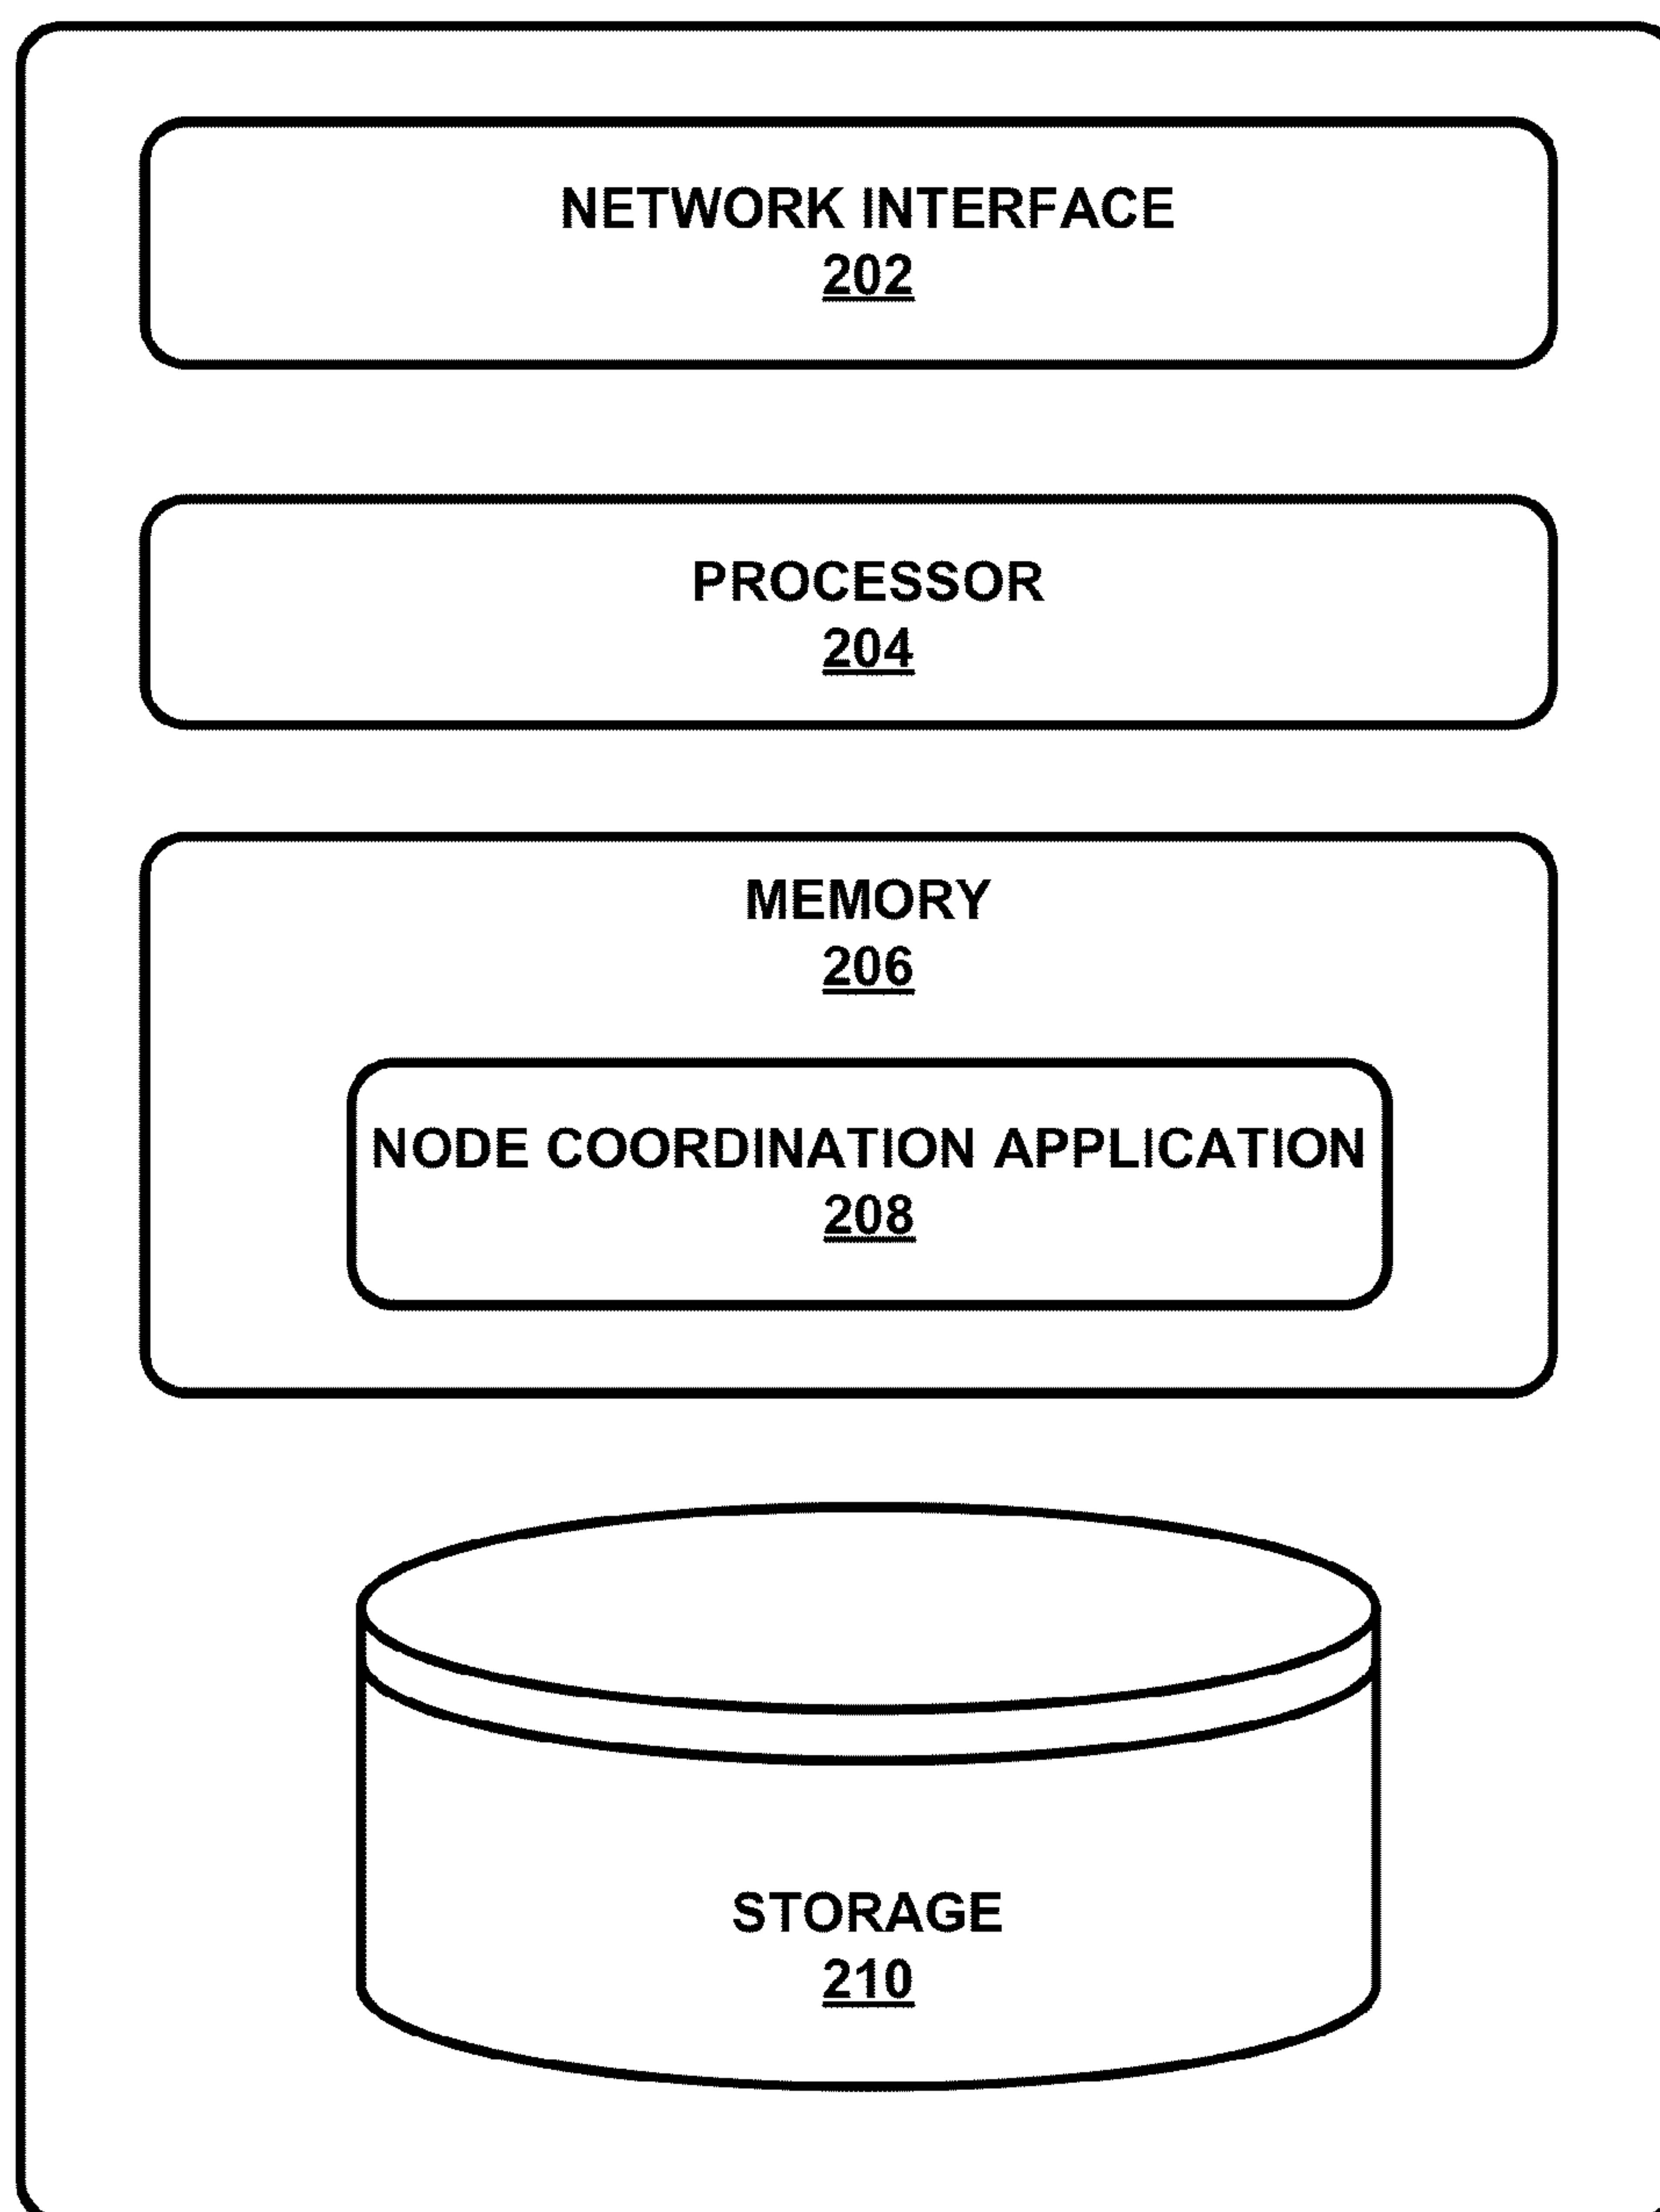 NETWORK INTERFACE
202
PROCESSOR
204
MEMORY
206
NODE COORDINATION APPLICATION
208
STORAGE
210